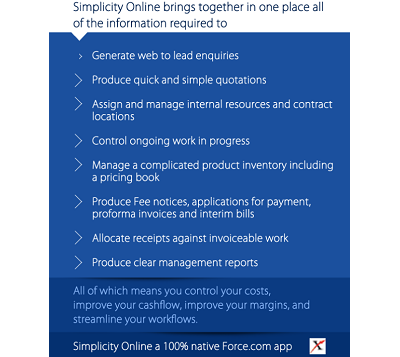 Simplicity Online brings together in one place all
of the information required to
Generate web to lead enquiries
Produce quick and simple quotations
Assign and manage internal resources and contract
locations
Control ongoing work in progress
Manage a complicated product inventory including
a pricing book
Produce Fee notices, applications for payment,
proforma invoices and interim bills
Allocate receipts against invoiceable work
Produce clear management reports
All of which means you control your costs,
improve your cashflow, improve your margins, and
streamline your workflows.
Simplicity Online a 100% native Force.com app